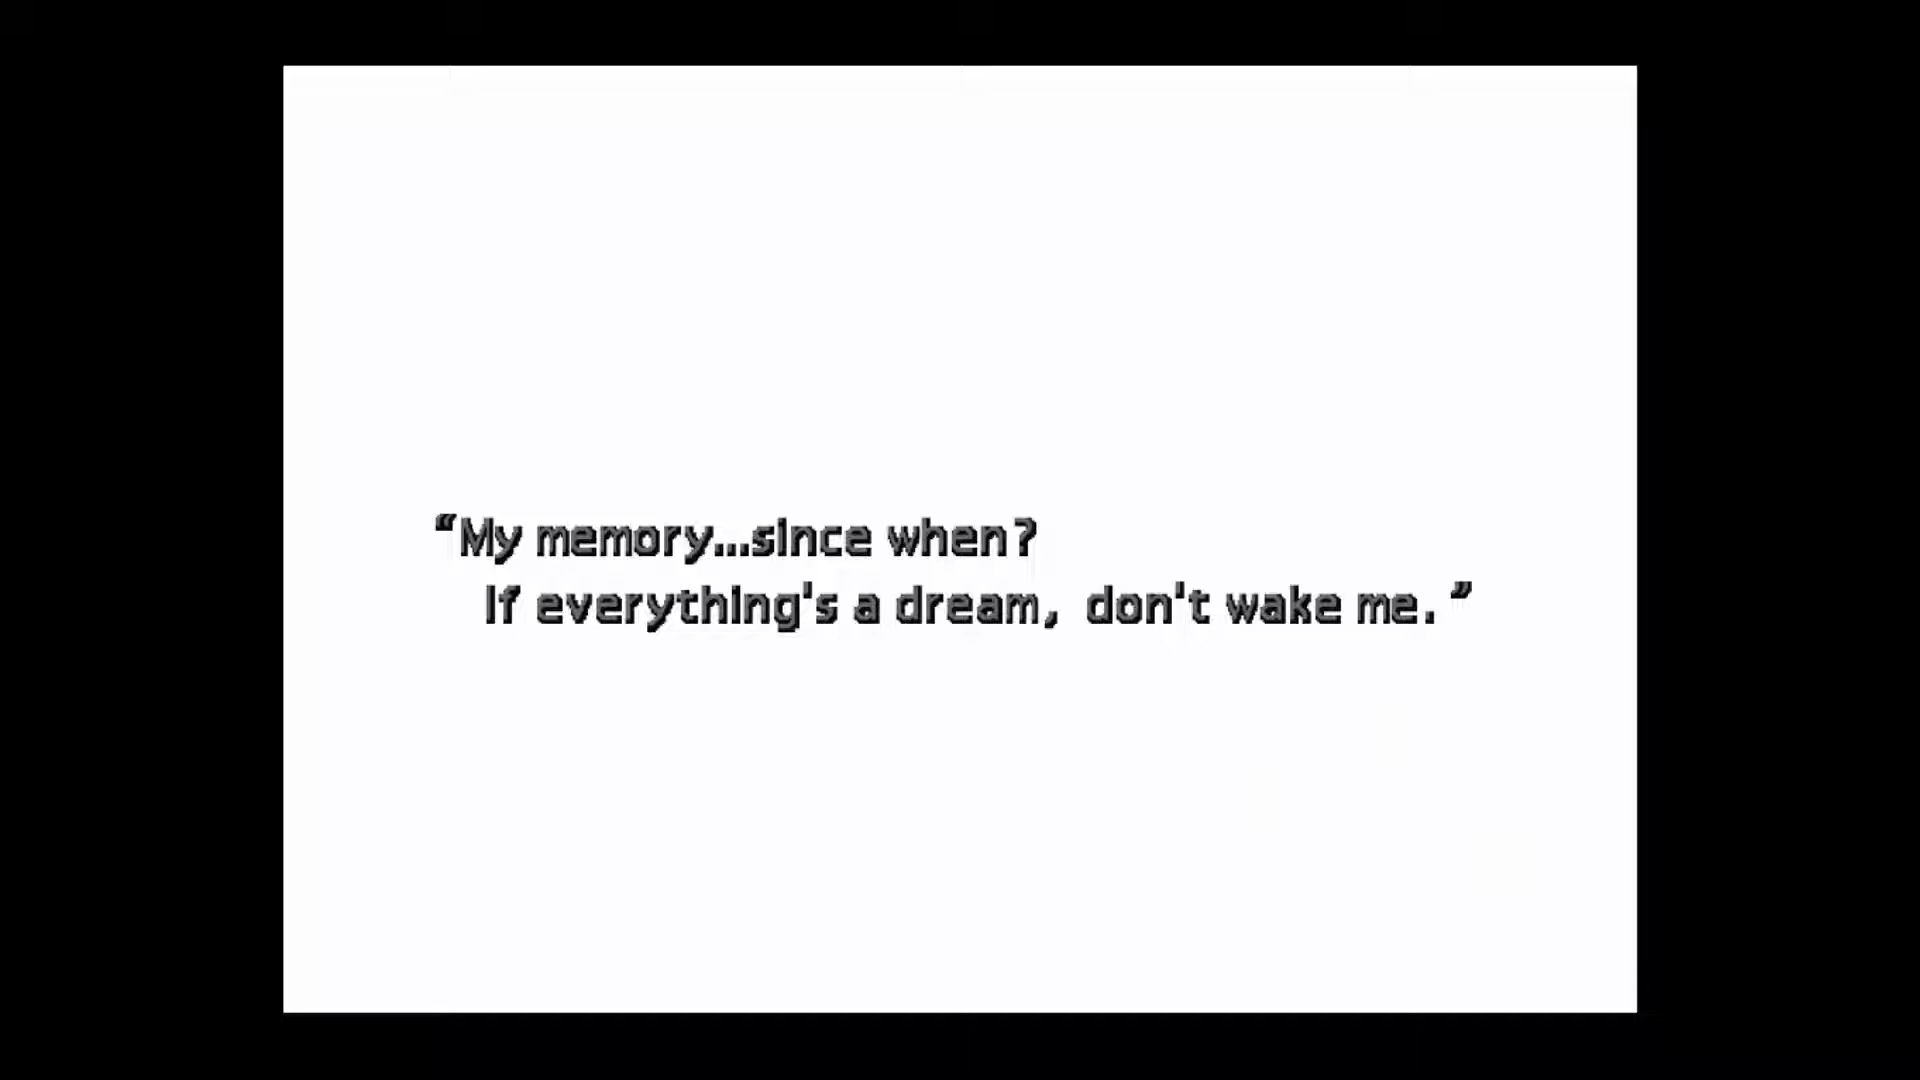 “My memory...since when?
If everything's a dream, don't wake me.”